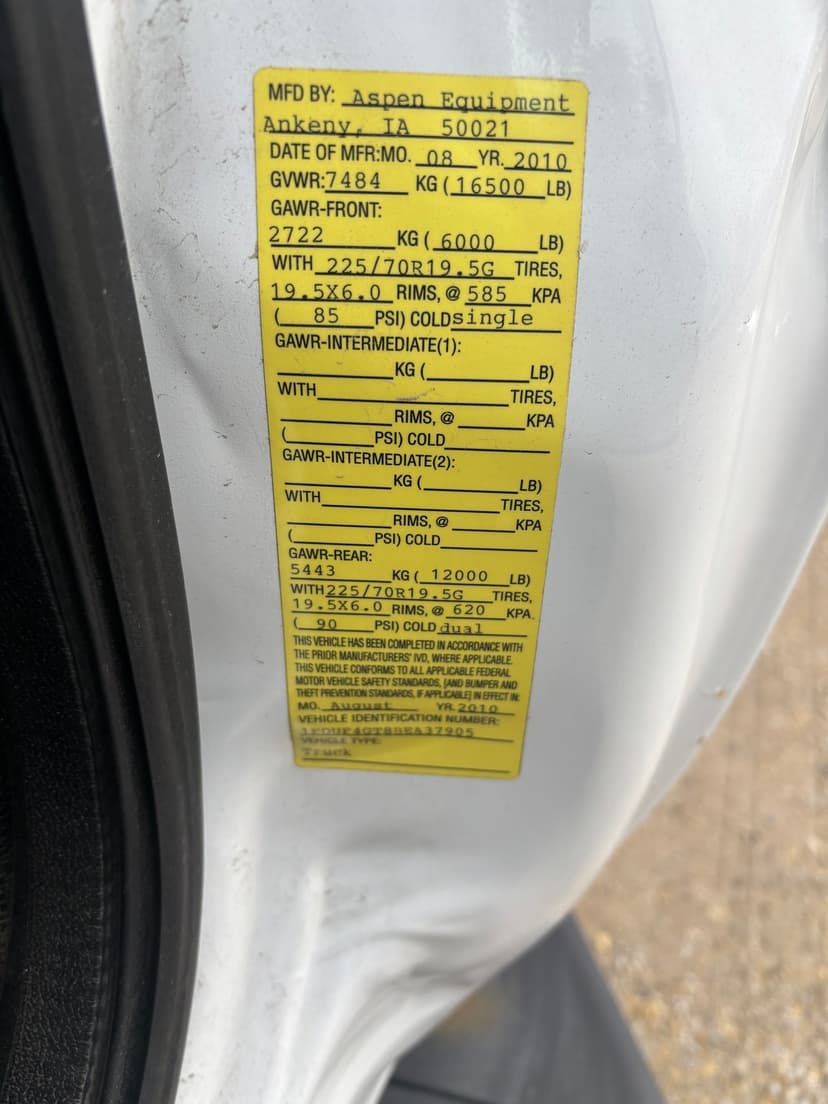 MFD BY: Aspen Equipment
Ankeny, IA 50021
DATE OF MFR:MO. 08 YR. 2010
GVWR:7484 KG (16500 LB)
GAWR-FRONT:
2722 KG ( 6000 LB)
WITH 225/70R19.5G TIRES,
19.5X6.0 RIMS, @ 585 KPA
( 85 PSI) COLD single
GAWR-INTERMEDIATE(1):
KG ( LB)
WITH TIRES,
RIMS, @ KPA
( PSI) COLD
GAWR-INTERMEDIATE(2):
KG ( LB)
WITH TIRES,
RIMS, @ KPA
( PSI) COLD
GAWR-REAR:
5443 KG ( 12000 LB)
WITH 225/70R19.5G TIRES,
19.5X6.0 RIMS, @ 620 KPA.
( 90 PSI) COLD dual
THIS VEHICLE HAS BEEN COMPLETED IN ACCORDANCE WITH
THE PRIOR MANUFACTURERS' IVD, WHERE APPLICABLE.
THIS VEHICLE CONFORMS TO ALL APPLICABLE FEDERAL
MOTOR VEHICLE SAFETY STANDARDS, [AND BUMPER AND
THEFT PREVENTION STANDARDS, IF APPLICABLE] IN EFFECT IN:
MO. August YR. 2010
VEHICLE IDENTIFICATION NUMBER:
VEHICLE TYPE:
Truck